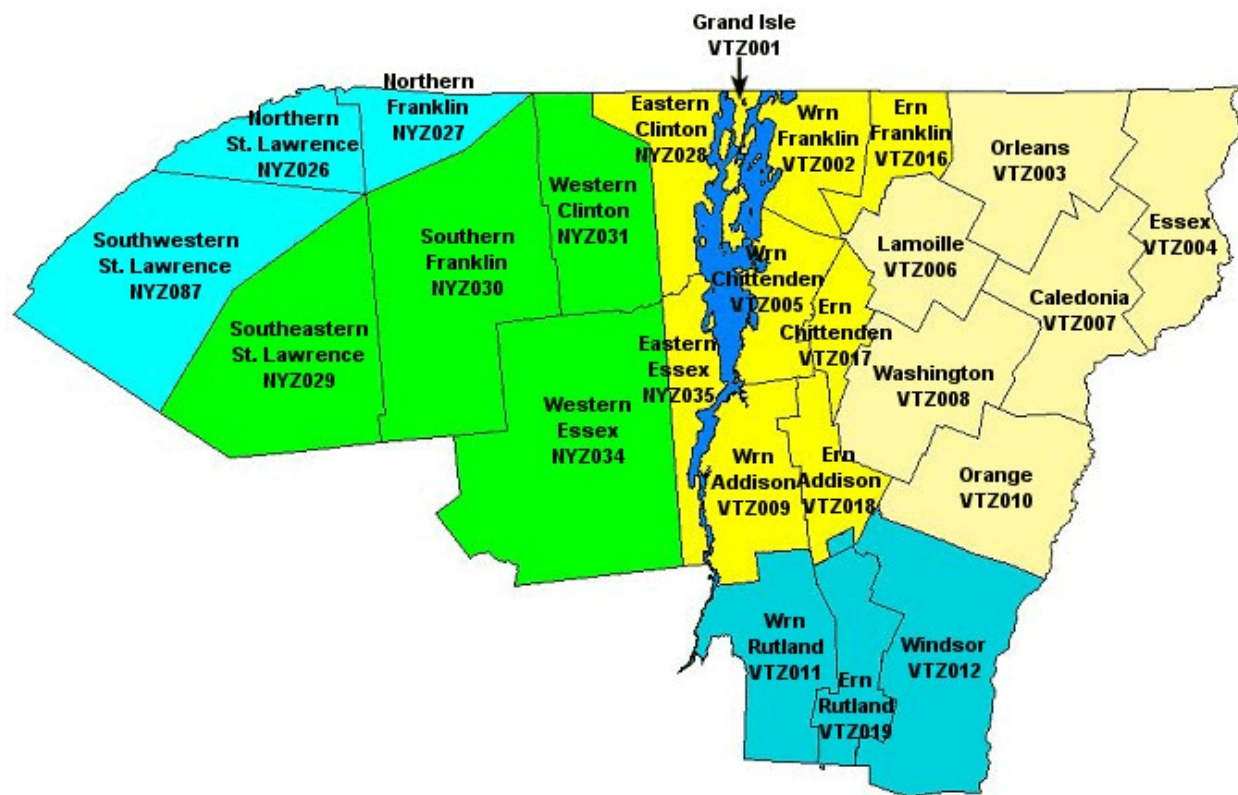 Grand Isle
VTZ001
Northern
Franklin
NYZ027
Northern
St. Lawrence
NYZ026
Eastern
Clinton
NYZ028
Wrn
Franklin
VTZ002
Ern
Franklin
VTZ016
Orleans
VTZ003
Essex
VTZ004
Western
Clinton
NYZ031
Southwestern
St. Lawrence
NYZ087
Southern
Franklin
NYZ030
Lamoille
VTZ006
Wrn
Chittenden
VTZ005
Ern
Chittenden
VTZ017
Caledonia
VTZ007
Southeastern
St. Lawrence
NYZ029
Eastern
Essex
NYZ035
Washington
VTZ008
Western
Essex
NYZ034
Wrn
Addison
VTZ009
Ern
Addison
VTZ018
Orange
VTZ010
Wrn
Rutland
VTZ011
Ern
Rutland
VTZ019
Windsor
VTZ012